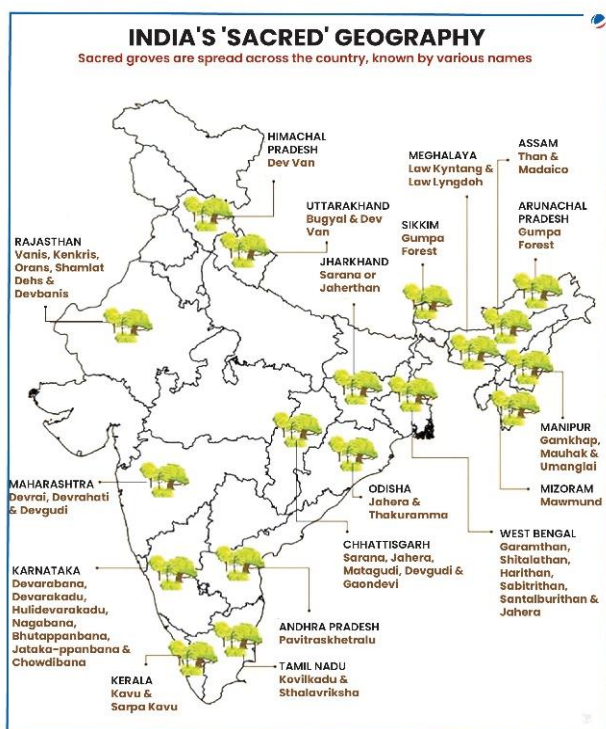 INDIA'S 'SACRED' GEOGRAPHY
Sacred groves are spread across the country, known by various names
HIMACHAL
PRADESH
Dev Van
UTTARAKHAND
Bugyal & Dev
Van
JHARKHAND
Sarana or
Jaherthan
SIKKIM
Gumpa
Forest
MEGHALAYA
Law Kyntang &
Law Lyngdoh
ASSAM
Than &
Madaico
ARUNACHAL
PRADESH
Gumpa
Forest
RAJASTHAN
Vanis, Kenkris,
Orans, Shamlat
Dehs &
Devbanis
MANIPUR
Gamkhap,
Mauhak &
Umanglai
MIZORAM
Mawmund
MAHARASHTRA
Devrai, Devrahati
& Devgudi
ODISHA
Jahera &
Thakuramma
CHHATTISGARH
Sarana, Jahera,
Matagudi, Devgudi &
Gaondevi
WEST BENGAL
Garamthan,
Shitalathan,
Harithan,
Sabitrithan,
Santalburithan &
Jahera
KARNATAKA
Devarabana,
Devarakadu,
Hulidevarakadu,
Nagabana,
Bhutappanbana,
Jataka-ppanbana &
Chowdibana
ANDHRA PRADESH
Pavitraskhetralu
TAMIL NADU
Kovilkadu &
Sthalavriksha
KERALA
Kavu &
Sarpa Kavu